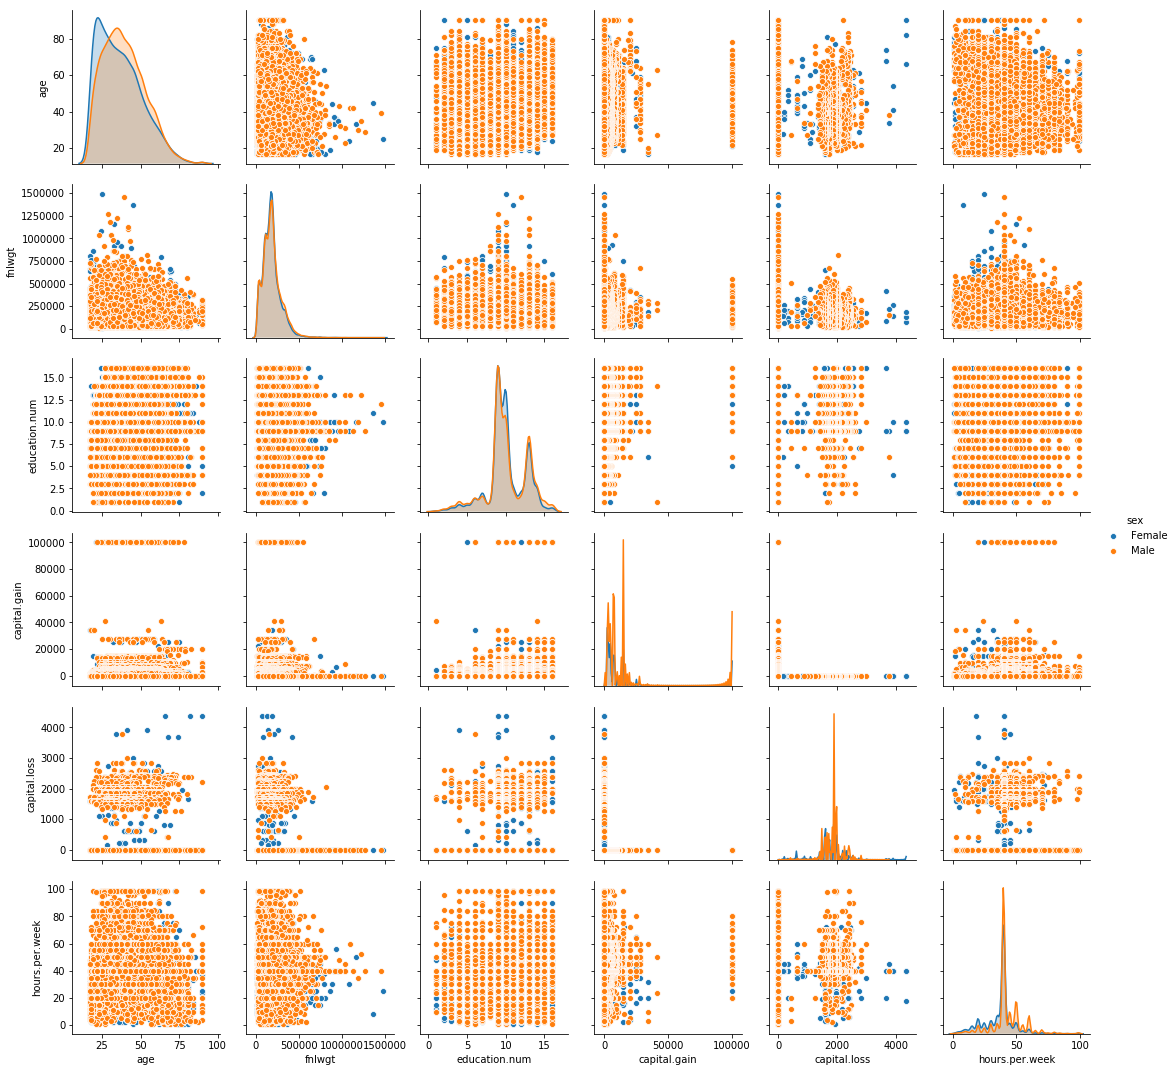 80
60
40
20
age
1500000
1250000
1000000
750000
500000
250000
0
fnlwgt
15.0
12.5
10.0
7.5
5.0
2.5
0.0
education.num
sex
Female
Male
100000
80000
60000
40000
20000
0
capital.gain
4000
3000
2000
1000
0
capital.loss
100
80
60
40
20
0
hours.per.week
25 50 75 100
0 500000 1000000 1500000
0 5 10 15
0 50000 100000
0 2000 4000
0 50 100
age
fnlwgt
education.num
capital.gain
capital.loss
hours.per.week